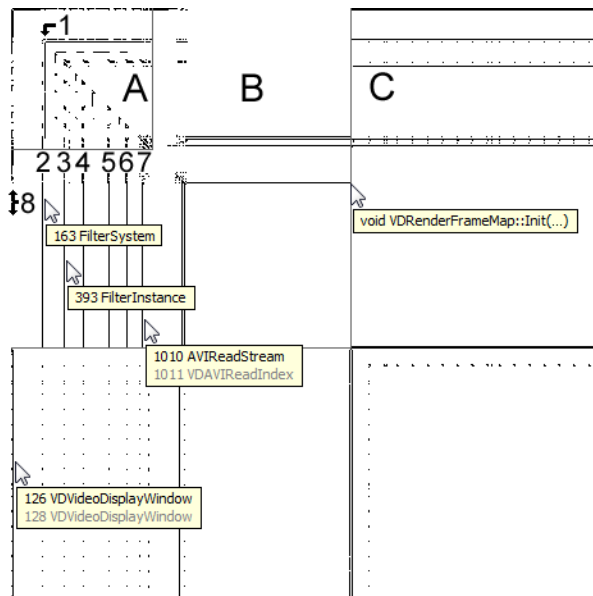 1
A B C
2 3 4 5 6 7
8
163 FilterSystem
void VDRenderFrameMap::Init(...)
393 FilterInstance
1010 AVIReadStream
1011 VDAVIReadIndex
126 VDVideoDisplayWindow
128 VDVideoDisplayWindow